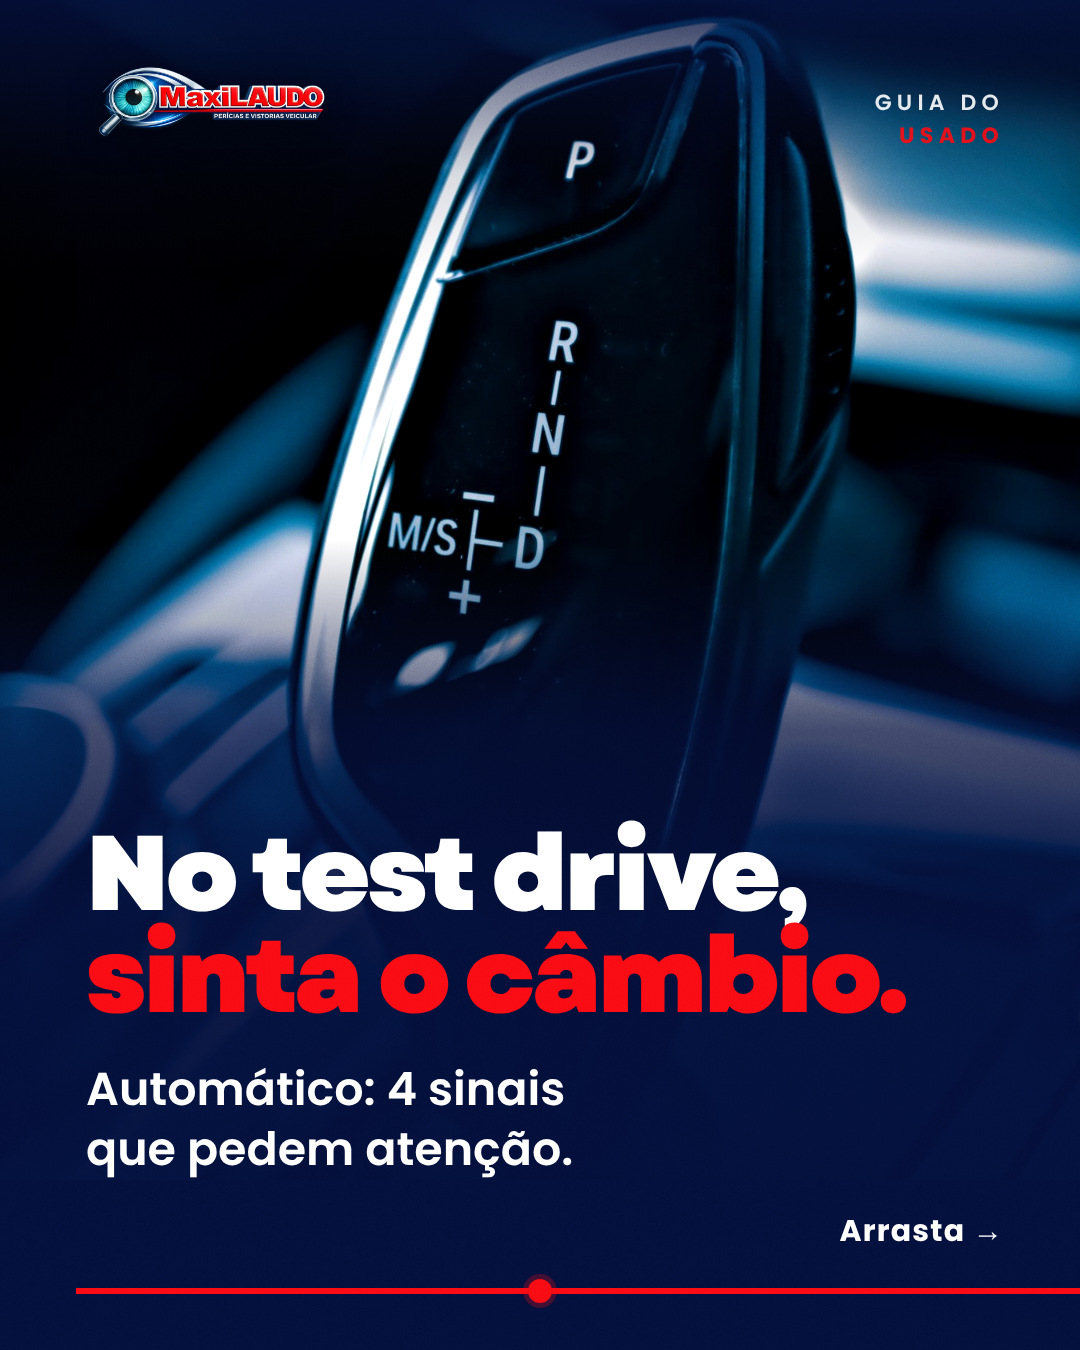 MaxiLAUDO
PERÍCIAS E VISTORIAS VEICULAR
GUIA DO
USADO
P
R
N
M/S
D
+
No test drive,
sinta o câmbio.
Automático: 4 sinais
que pedem atenção.
Arrasta →